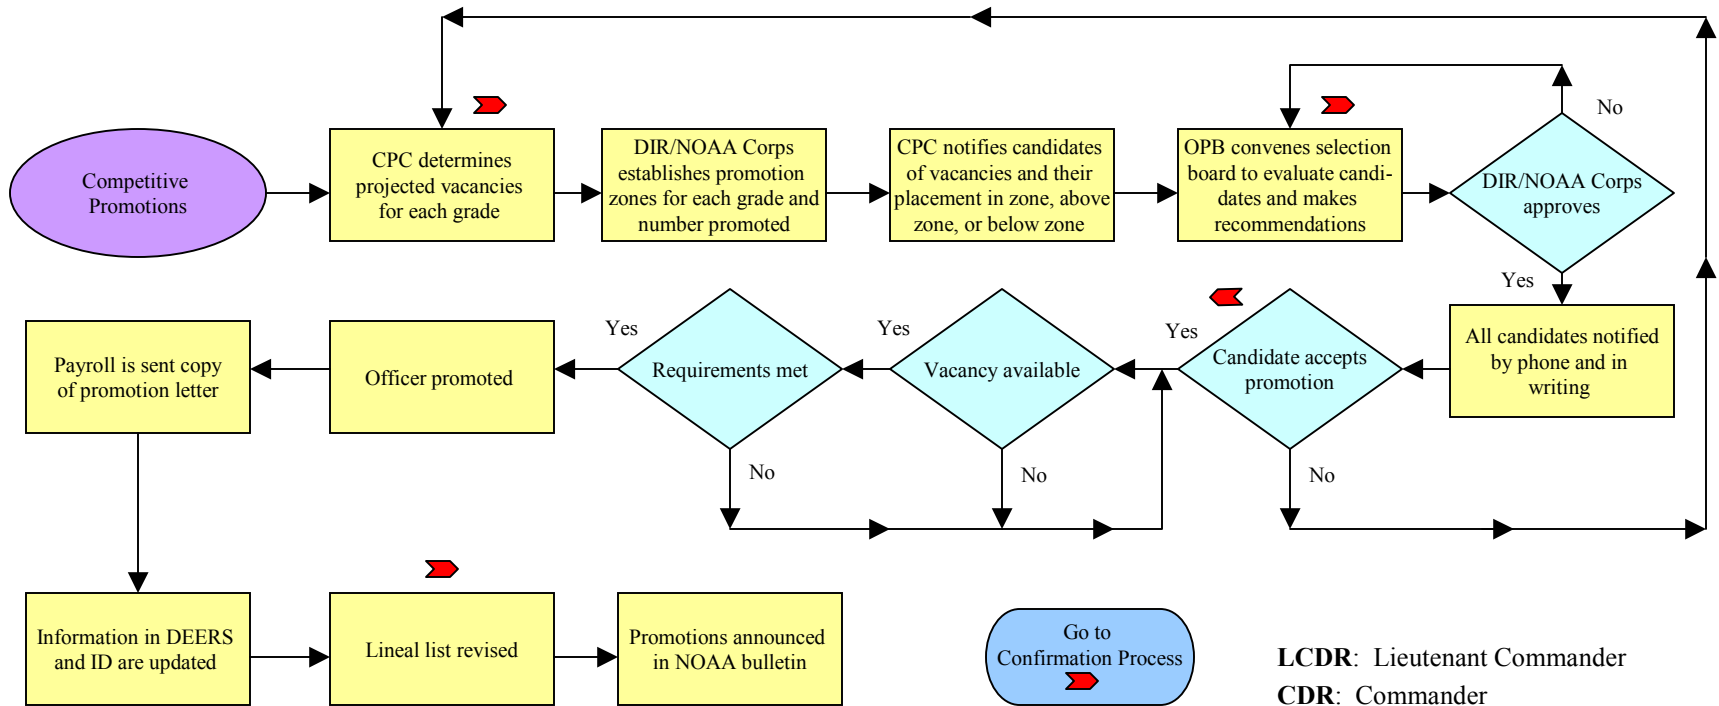 Competitive
Promotions
CPC determines
projected vacancies
for each grade
DIR/NOAA Corps
establishes promotion
zones for each grade and
number promoted
CPC notifies candidates
of vacancies and their
placement in zone, above
zone, or below zone
OPB convenes selection
board to evaluate candi-
dates and makes
recommendations
DIR/NOAA Corps
approves
No
Yes
All candidates notified
by phone and in
writing
Candidate accepts
promotion
Yes
No
Vacancy available
Yes
No
Requirements met
Yes
No
Officer promoted
Payroll is sent copy
of promotion letter
Information in DEERS
and ID are updated
Lineal list revised
Promotions announced
in NOAA bulletin
Go to
Confirmation Process
LCDR: Lieutenant Commander
CDR: Commander